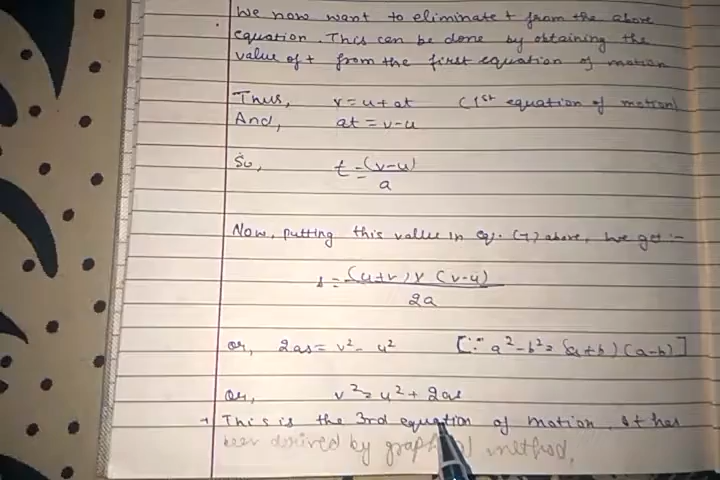 We now want to eliminate t from the above
equation. This can be done by obtaining the
value of t from the first equation of motion
Thus, v = u + at (1st equation of motion)
And, at = v - u
So, t = (v-u)
a
Now, putting this value in eq. (7) above, we get :-
s = (u+v) x (v-u)
2a
or, 2as = v² - u² [∵ a² - b² = (a+b) (a-b)]
or, v² = u² + 2as
→ This is the 3rd equation of motion. It has
been derived by graphical method.